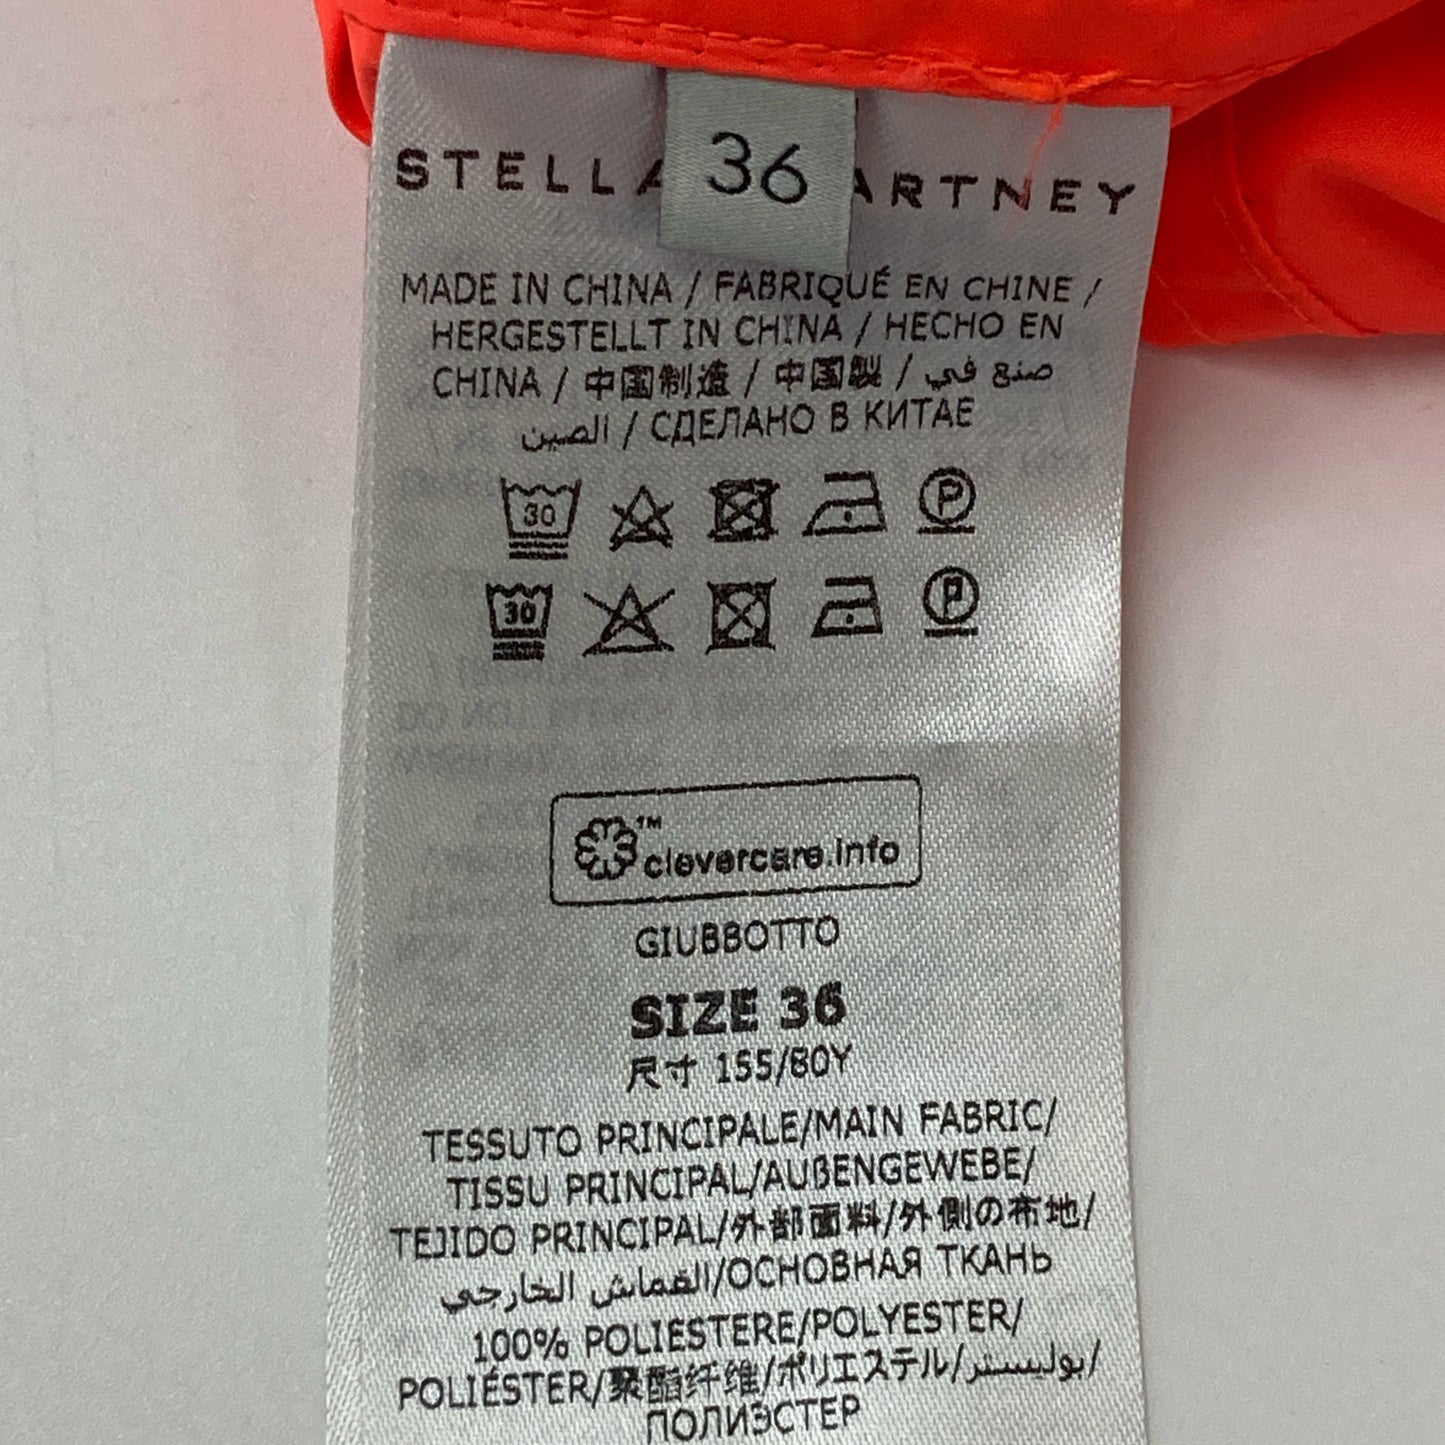 36
STELLA ARTNEY
MADE IN CHINA / FABRIQUÉ EN CHINE /
HERGESTELLT IN CHINA / HECHO EN
CHINA / 中国制造 / 中国製 / صنع في
الصين / СДЕЛАНО В КИТАЕ
30 P
30 P
™ clevercare.info
GIUBBOTTO
SIZE 36
尺寸 155/80Y
TESSUTO PRINCIPALE/MAIN FABRIC/
TISSU PRINCIPAL/AUßENGEWEBE/
TEJIDO PRINCIPAL/外部面料/外側の布地/
القماش الخارجي/ОСНОВНАЯ ТКАНЬ
100% POLIESTERE/POLYESTER/
POLIÉSTER/聚酯纤维/ポリエステル/بوليستر/
ПОЛИЭСТЕР